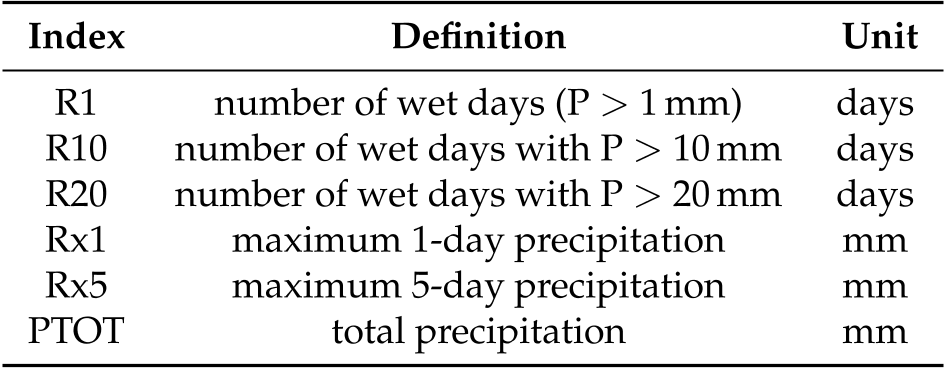 Index Definition Unit
R1 number of wet days (P > 1 mm) days
R10 number of wet days with P > 10 mm days
R20 number of wet days with P > 20 mm days
Rx1 maximum 1-day precipitation mm
Rx5 maximum 5-day precipitation mm
PTOT total precipitation mm